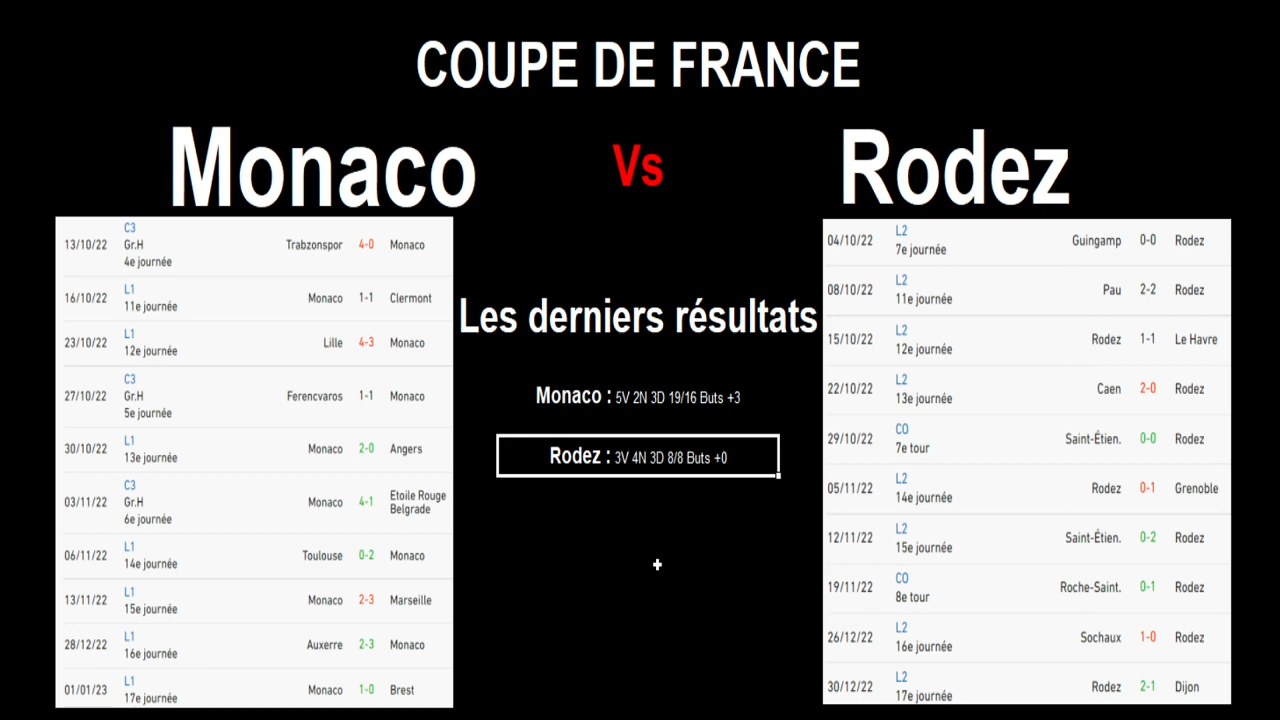 COUPE DE FRANCE
Monaco Vs Rodez
C3
13/10/22 Gr.H Trabzonspor 4-0 Monaco
4e journée
L1
16/10/22 Monaco 1-1 Clermont
11e journée
L1
23/10/22 Lille 4-3 Monaco
12e journée
C3
27/10/22 Gr.H Ferencvaros 1-1 Monaco
5e journée
L1
30/10/22 Monaco 2-0 Angers
13e journée
C3
03/11/22 Gr.H Monaco 4-1 Etoile Rouge Belgrade
6e journée
L1
06/11/22 Toulouse 0-2 Monaco
14e journée
L1
13/11/22 Monaco 2-3 Marseille
15e journée
L1
28/12/22 Auxerre 2-3 Monaco
16e journée
L1
01/01/23 Monaco 1-0 Brest
17e journée
Les derniers résultats
Monaco : 5V 2N 3D 19/16 Buts +3
Rodez : 3V 4N 3D 8/8 Buts +0
L2
04/10/22 Guingamp 0-0 Rodez
7e journée
L2
08/10/22 Pau 2-2 Rodez
11e journée
L2
15/10/22 Rodez 1-1 Le Havre
12e journée
L2
22/10/22 Caen 2-0 Rodez
13e journée
CO
29/10/22 Saint-Étien. 0-0 Rodez
7e tour
L2
05/11/22 Rodez 0-1 Grenoble
14e journée
L2
12/11/22 Saint-Étien. 0-2 Rodez
15e journée
CO
19/11/22 Roche-Saint. 0-1 Rodez
8e tour
L2
26/12/22 Sochaux 1-0 Rodez
16e journée
L2
30/12/22 Rodez 2-1 Dijon
17e journée